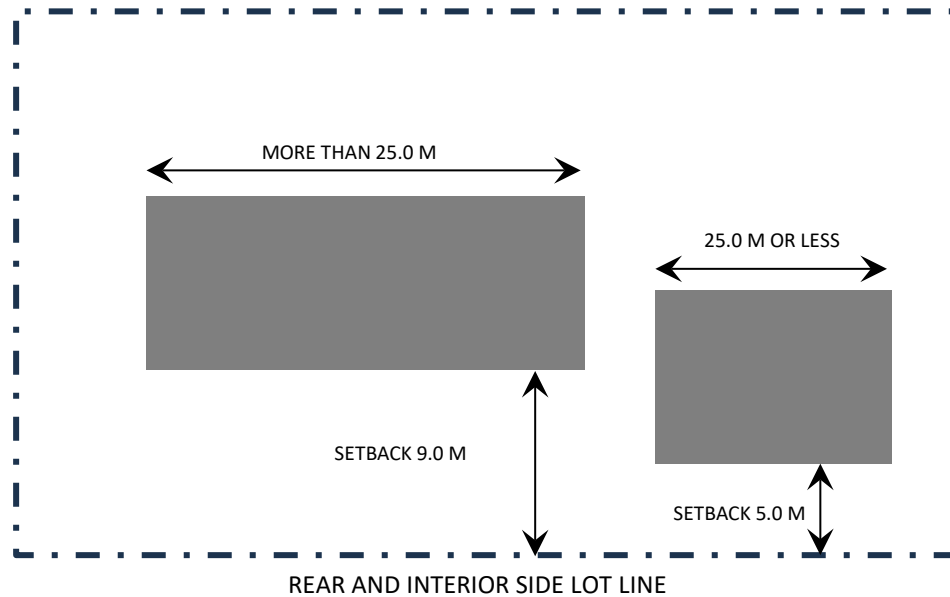 MORE THAN 25.0 M
25.0 M OR LESS
SETBACK 9.0 M
SETBACK 5.0 M
REAR AND INTERIOR SIDE LOT LINE